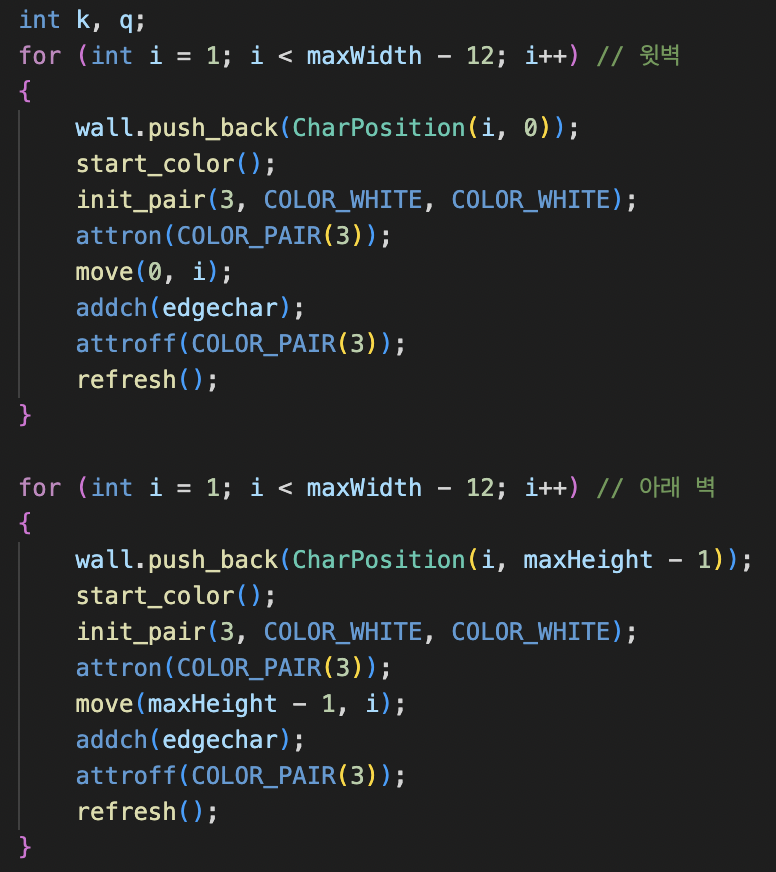 int k, q;
for (int i = 1; i < maxWidth - 12; i++) // 윗벽
{
    wall.push_back(CharPosition(i, 0));
    start_color();
    init_pair(3, COLOR_WHITE, COLOR_WHITE);
    attron(COLOR_PAIR(3));
    move(0, i);
    addch(edgechar);
    attroff(COLOR_PAIR(3));
    refresh();
}
for (int i = 1; i < maxWidth - 12; i++) // 아래 벽
{
    wall.push_back(CharPosition(i, maxHeight - 1));
    start_color();
    init_pair(3, COLOR_WHITE, COLOR_WHITE);
    attron(COLOR_PAIR(3));
    move(maxHeight - 1, i);
    addch(edgechar);
    attroff(COLOR_PAIR(3));
    refresh();
}